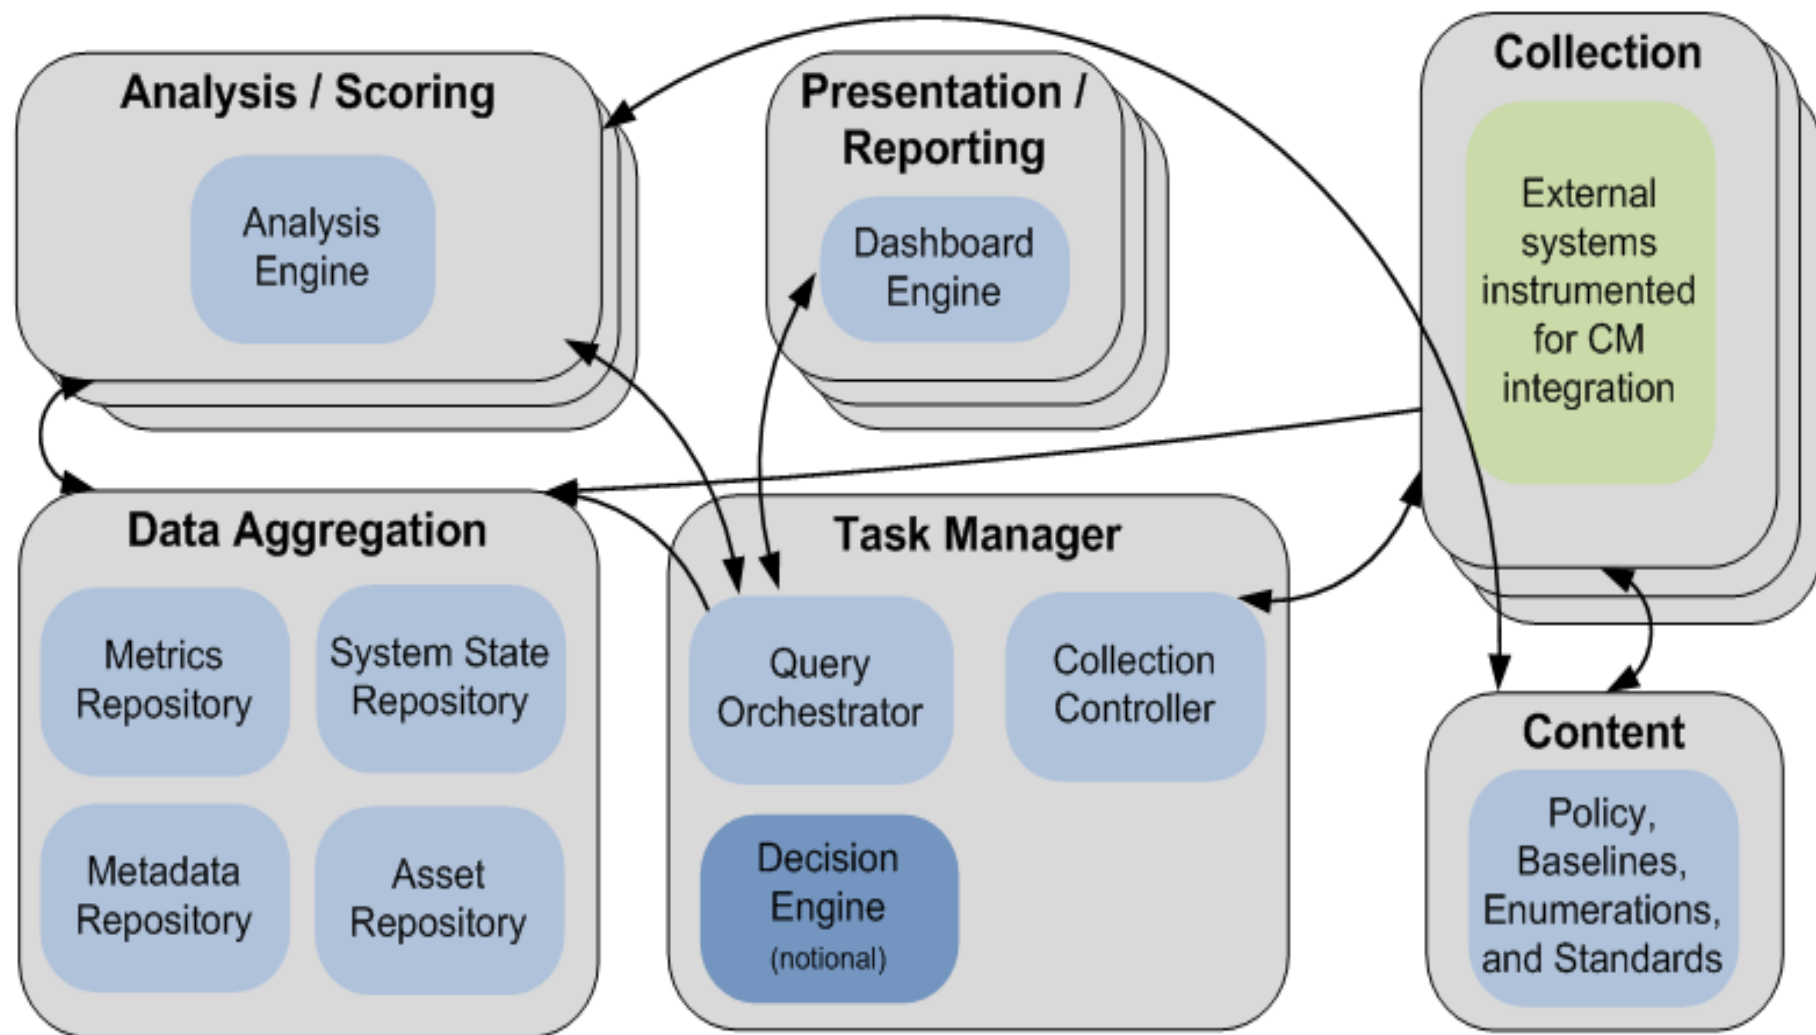 Analysis / Scoring
Analysis
Engine
Presentation /
Reporting
Dashboard
Engine
Collection
External
systems
instrumented
for CM
integration
Data Aggregation
Metrics
Repository
System State
Repository
Metadata
Repository
Asset
Repository
Task Manager
Query
Orchestrator
Collection
Controller
Decision
Engine
(notional)
Content
Policy,
Baselines,
Enumerations,
and Standards